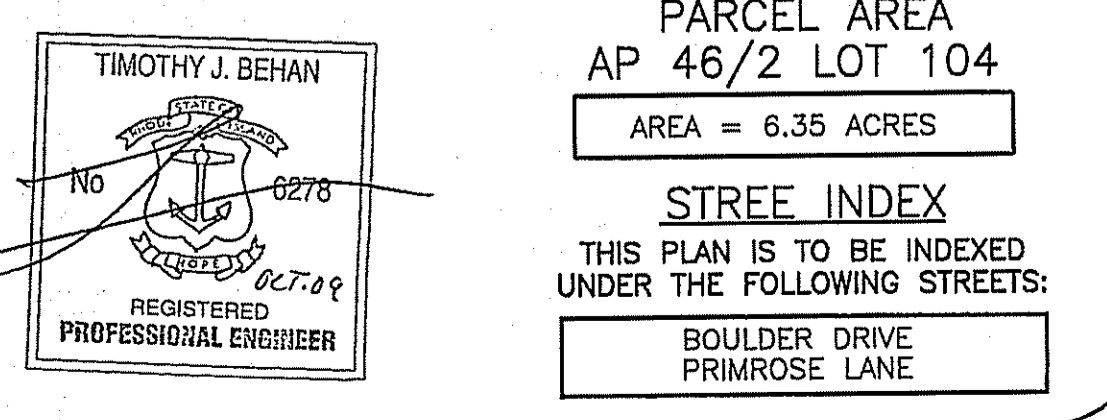 TIMOTHY J. BEHAN
STATE OF
RHODE ISLAND
No 6278
HOPE
OCT.09
REGISTERED
PROFESSIONAL ENGINEER
PARCEL AREA
AP 46/2 LOT 104
AREA = 6.35 ACRES
STREE INDEX
THIS PLAN IS TO BE INDEXED
UNDER THE FOLLOWING STREETS:
BOULDER DRIVE
PRIMROSE LANE